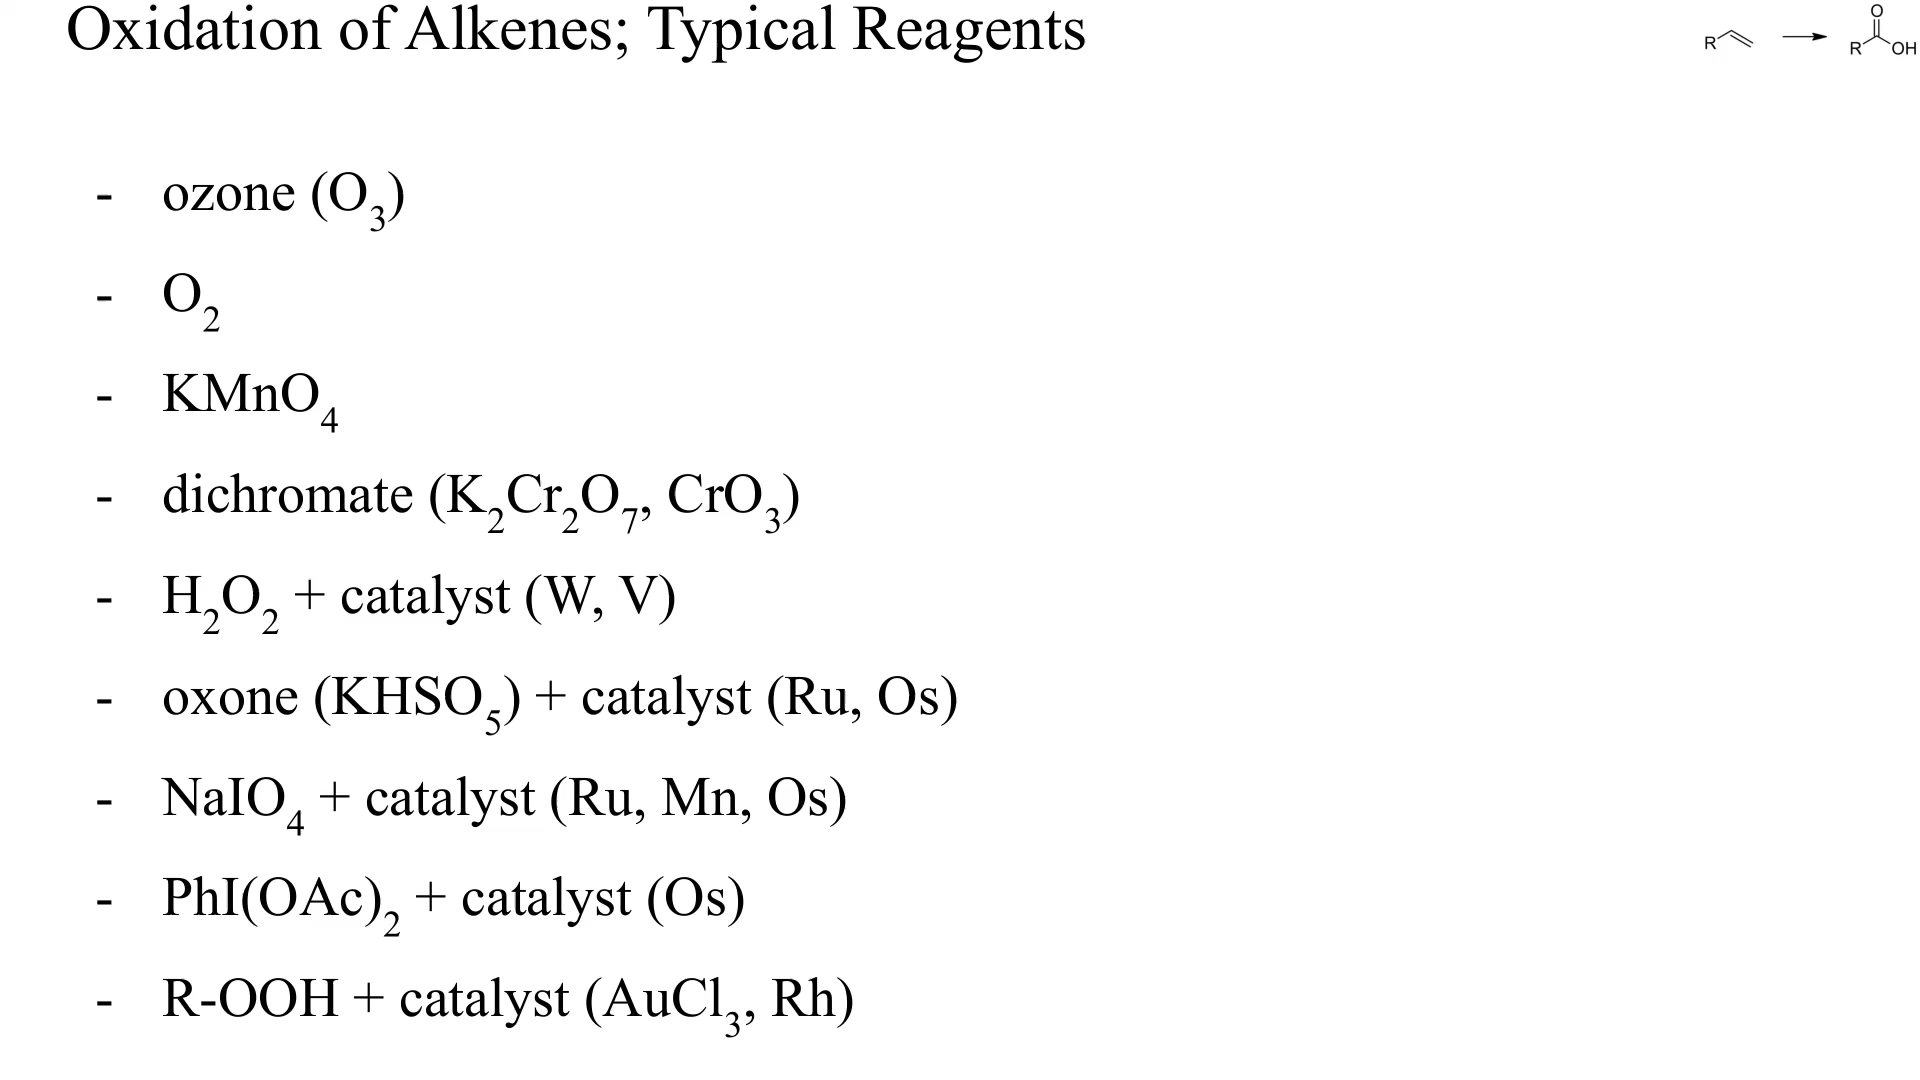 Oxidation of Alkenes; Typical Reagents
R
R
O
OH
- ozone (O₃)
- O₂
- KMnO₄
- dichromate (K₂Cr₂O₇, CrO₃)
- H₂O₂ + catalyst (W, V)
- oxone (KHSO₅) + catalyst (Ru, Os)
- NaIO₄ + catalyst (Ru, Mn, Os)
- PhI(OAc)₂ + catalyst (Os)
- R-OOH + catalyst (AuCl₃, Rh)